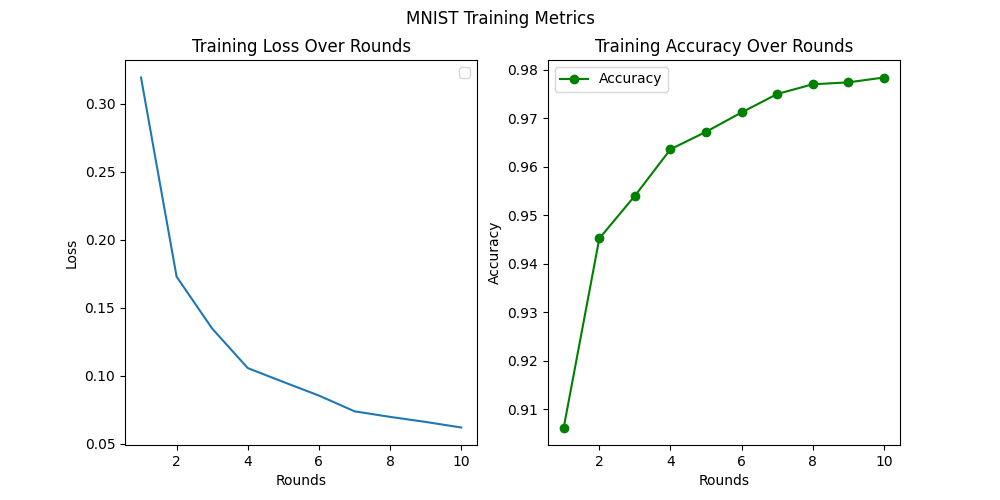 MNIST Training Metrics
Training Loss Over Rounds
0.30
0.25
0.20
0.15
0.10
0.05
Loss
2 4 6 8 10
Rounds
Training Accuracy Over Rounds
Accuracy
0.98
0.97
0.96
0.95
0.94
0.93
0.92
0.91
Accuracy
2 4 6 8 10
Rounds